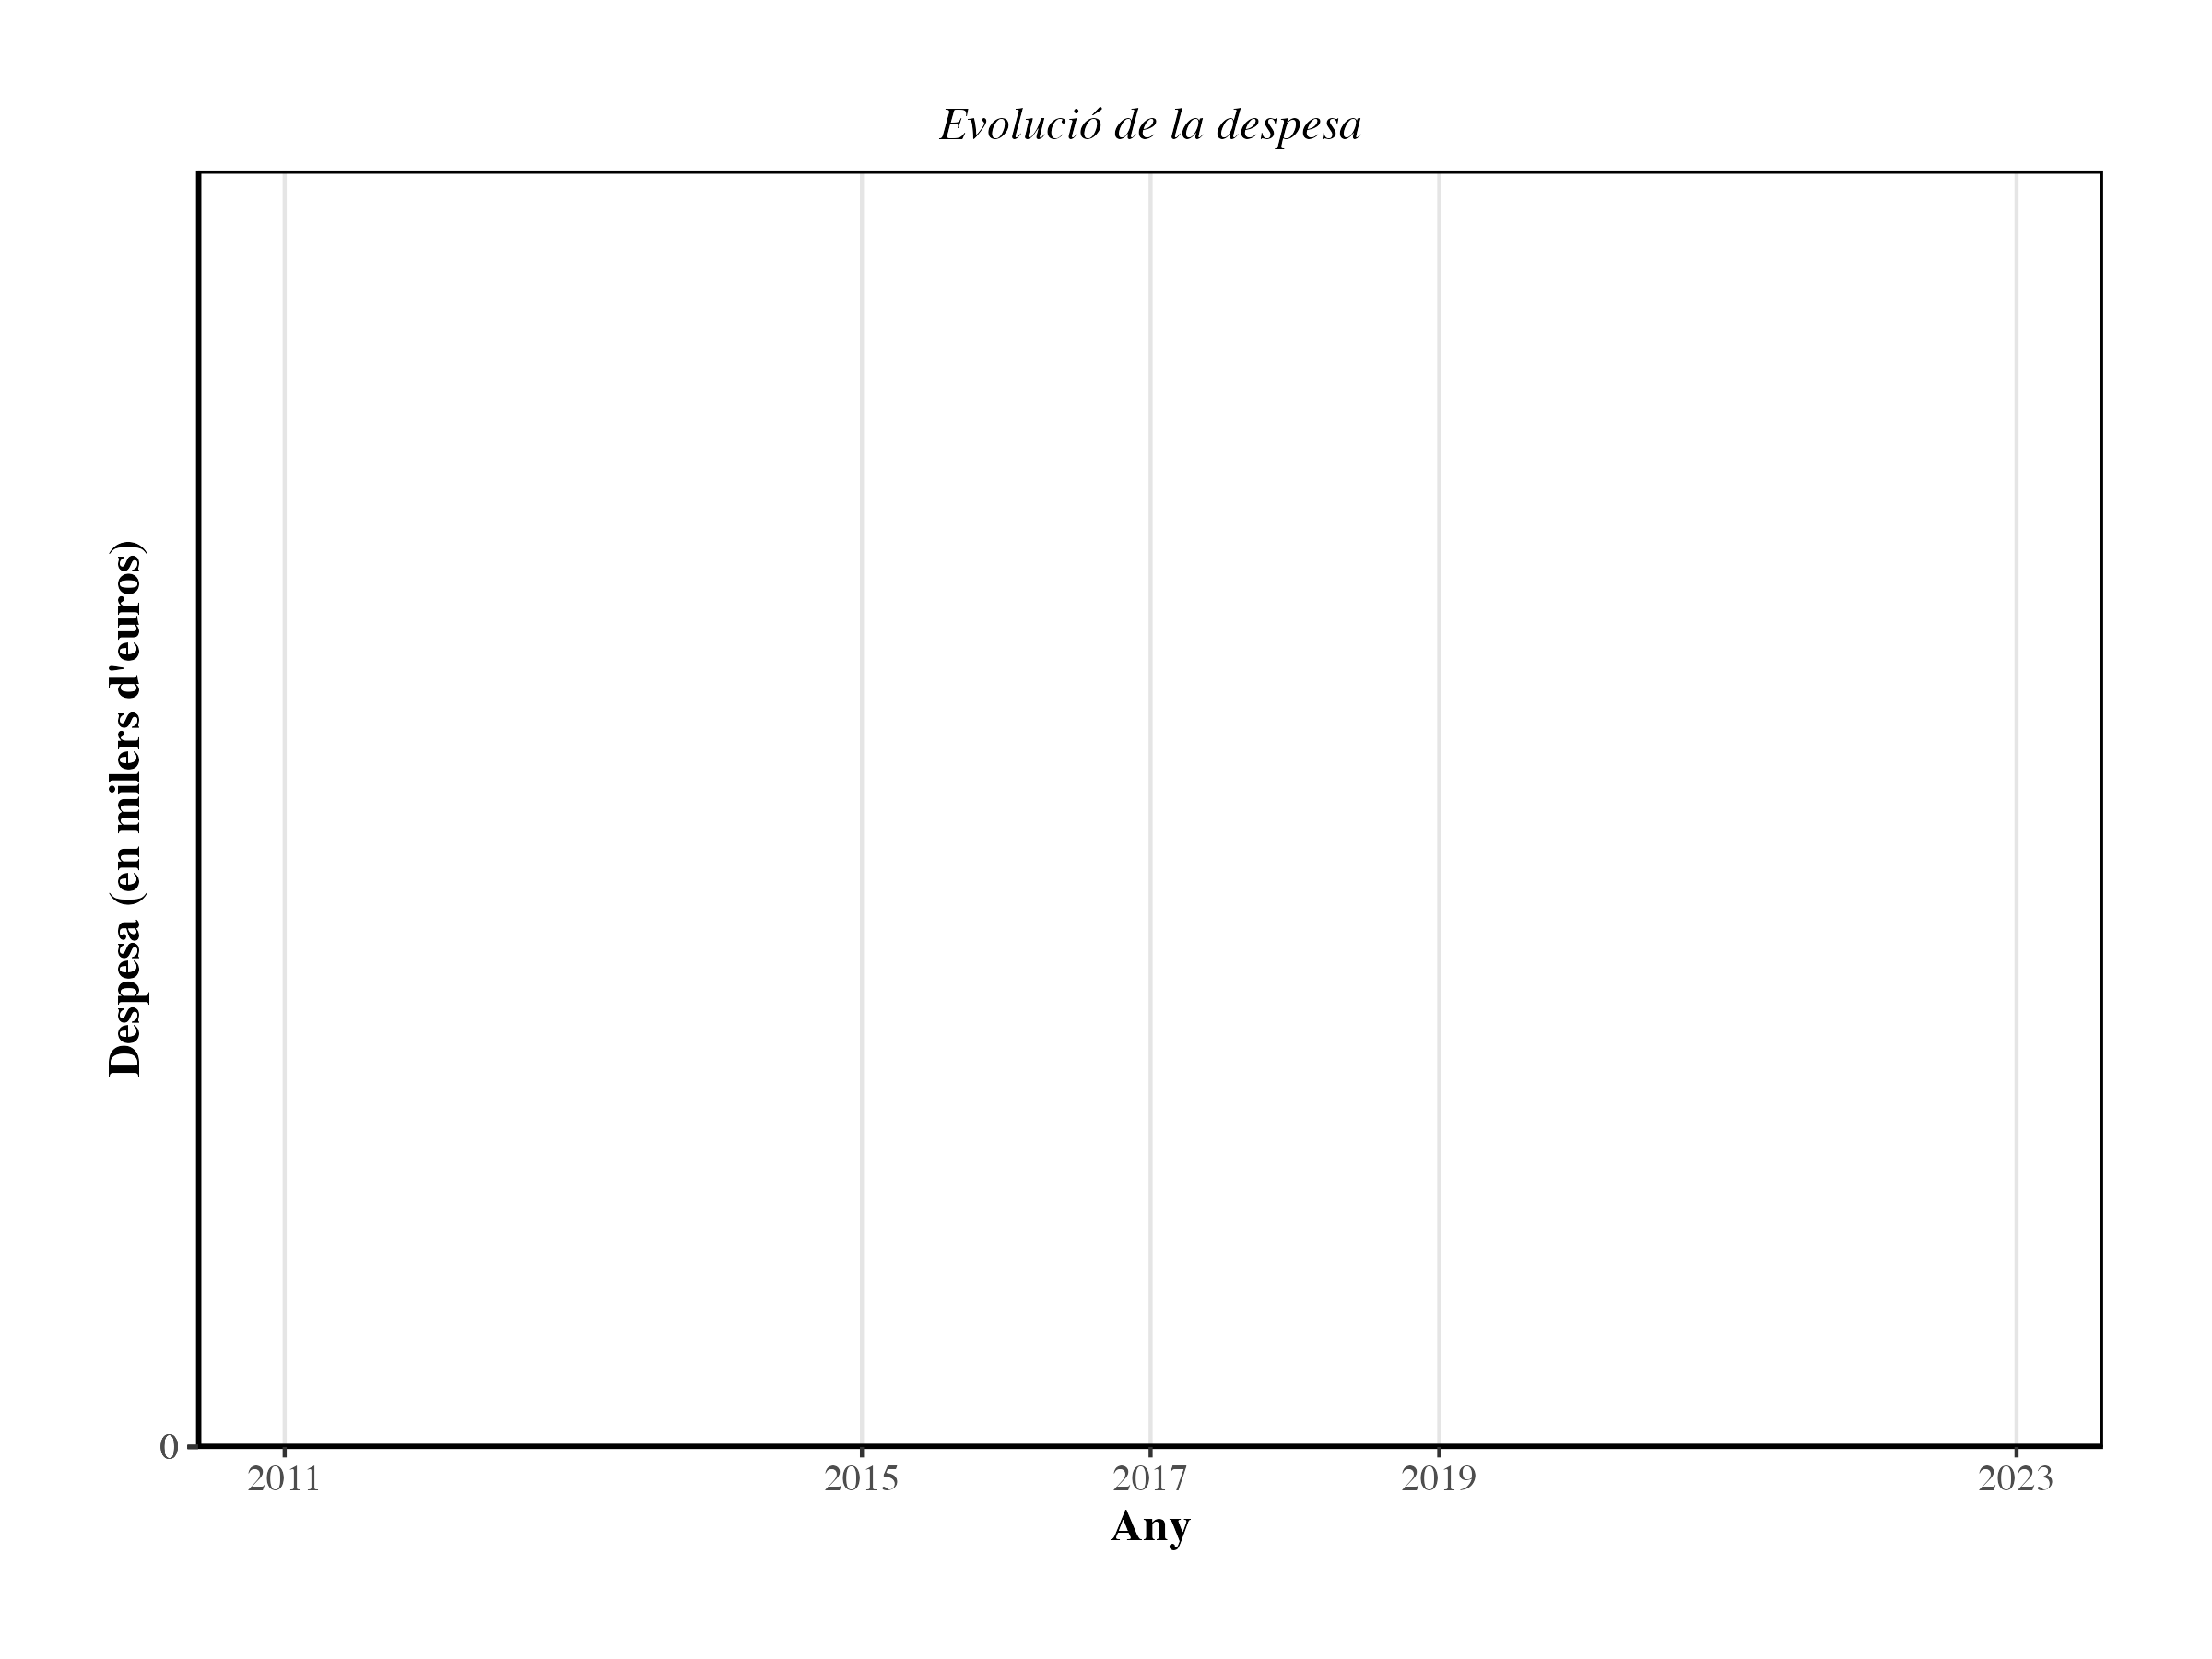 Evolució de la despesa
Despesa (en milers d'euros)
0
2011 2015 2017 2019 2023
Any